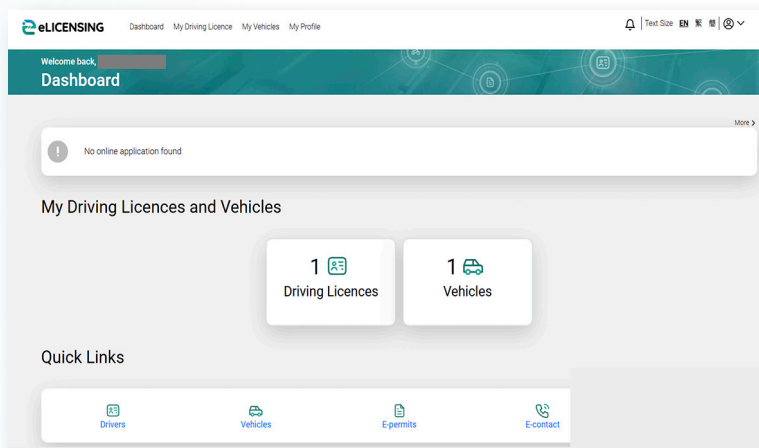 eLICENSING Dashboard My Driving Licence My Vehicles My Profile Text Size EN 繁 簡
Welcome back,
Dashboard
More
No online application found
My Driving Licences and Vehicles
1 1
Driving Licences Vehicles
Quick Links
Drivers Vehicles E-permits E-contact